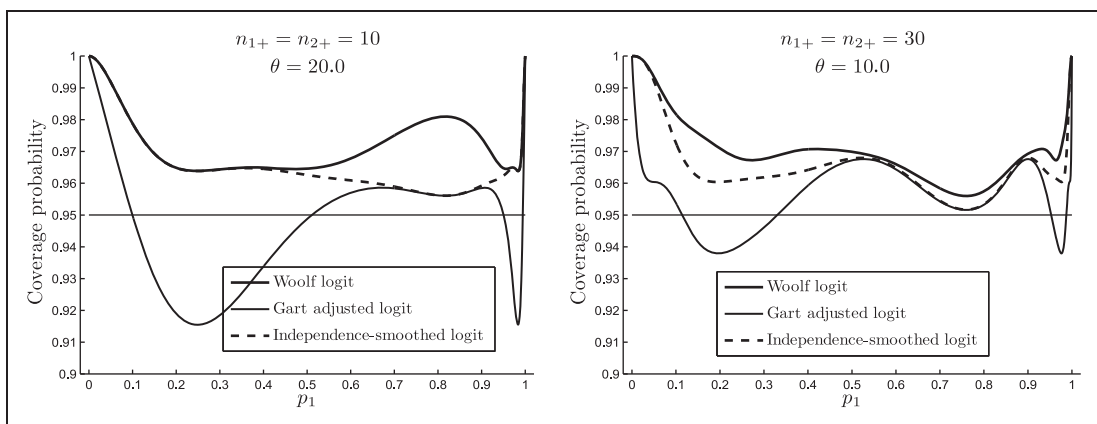 n₁₊ = n₂₊ = 10
θ = 20.0
Coverage probability
1
0.99
0.98
0.97
0.96
0.95
0.94
0.93
0.92
0.91
0.9
Woolf logit
Gart adjusted logit
Independence-smoothed logit
0 0.1 0.2 0.3 0.4 0.5 0.6 0.7 0.8 0.9 1
p₁
n₁₊ = n₂₊ = 30
θ = 10.0
Coverage probability
1
0.99
0.98
0.97
0.96
0.95
0.94
0.93
0.92
0.91
0.9
Woolf logit
Gart adjusted logit
Independence-smoothed logit
0 0.1 0.2 0.3 0.4 0.5 0.6 0.7 0.8 0.9 1
p₁